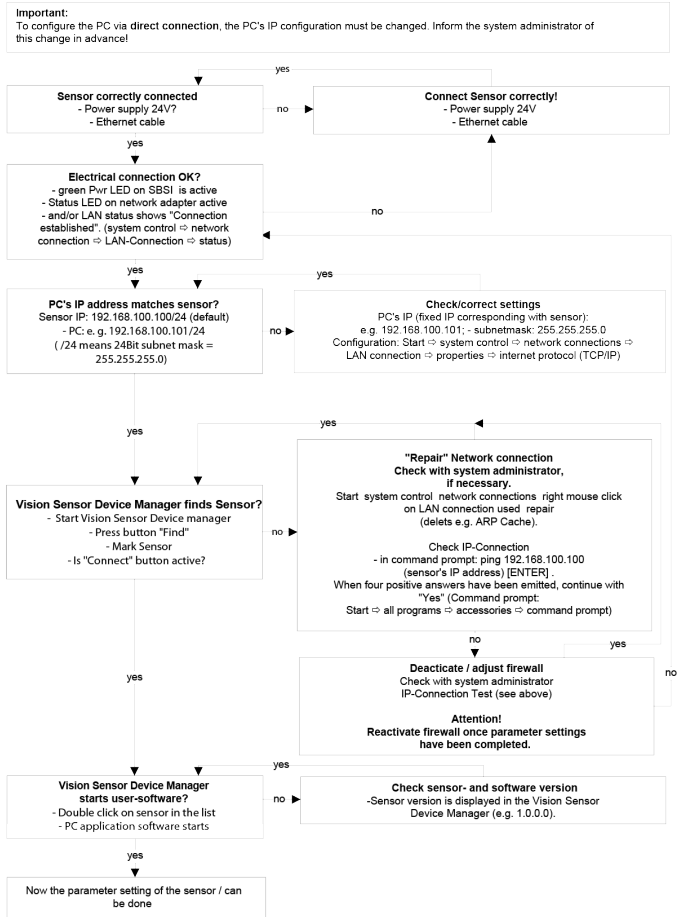 Important:
To configure the PC via direct connection, the PC's IP configuration must be changed. Inform the system administrator of
this change in advance!
yes
Sensor correctly connected
- Power supply 24V?
- Ethernet cable
no
Connect Sensor correctly!
- Power supply 24V
- Ethernet cable
yes
Electrical connection OK?
- green Pwr LED on SBSI is active
- Status LED on network adapter active
- and/or LAN status shows "Connection
established". (system control ⇨ network
connection ⇨ LAN-Connection ⇨ status)
no
yes
yes
PC's IP address matches sensor?
Sensor IP: 192.168.100.100/24 (default)
- PC: e. g. 192.168.100.101/24
( /24 means 24Bit subnet mask =
255.255.255.0)
no
Check/correct settings
PC's IP (fixed IP corresponding with sensor):
e.g. 192.168.100.101; - subnetmask: 255.255.255.0
Configuration: Start ⇨ system control ⇨ network connections ⇨
LAN connection ⇨ properties ⇨ internet protocol (TCP/IP)
yes
yes
Vision Sensor Device Manager finds Sensor?
- Start Vision Sensor Device manager
- Press button "Find"
- Mark Sensor
- Is "Connect" button active?
no
"Repair" Network connection
Check with system administrator,
if necessary.
Start system control network connections right mouse click
on LAN connection used repair
(delets e.g. ARP Cache).
Check IP-Connection
- in command prompt: ping 192.168.100.100
(sensor's IP address) [ENTER] .
When four positive answers have been emitted, continue with
"Yes" (Command prompt:
Start ⇨ all programs ⇨ accessories ⇨ command prompt)
no
yes
Deacticate / adjust firewall
Check with system administrator
IP-Connection Test (see above)
Attention!
Reactivate firewall once parameter settings
have been completed.
no
yes
yes
Vision Sensor Device Manager
starts user-software?
- Double click on sensor in the list
- PC application software starts
no
Check sensor- and software version
-Sensor version is displayed in the Vision Sensor
Device Manager (e.g. 1.0.0.0).
yes
Now the parameter setting of the sensor / can
be done